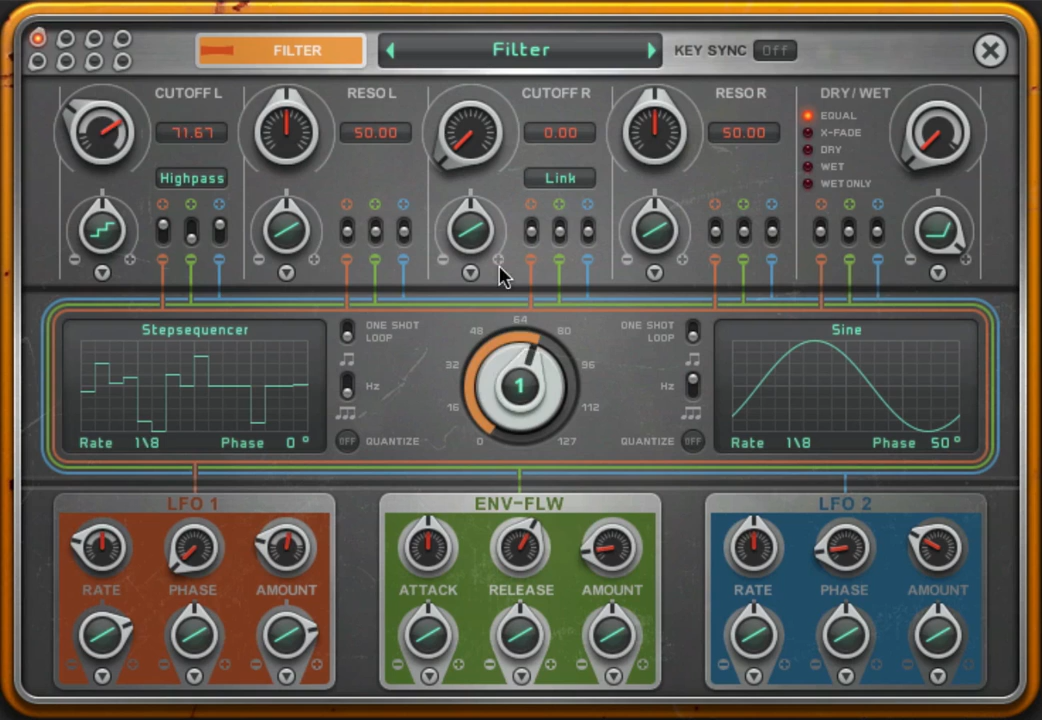 FILTER
Filter
KEY SYNC Off
CUTOFF L
71.67
Highpass
RESO L
50.00
CUTOFF R
0.00
Link
RESO R
50.00
DRY/WET
EQUAL
X-FADE
DRY
WET
WET ONLY
Stepsequencer
Rate 1\8 Phase 0 °
ONE SHOT
LOOP
Hz
OFF QUANTIZE
0
16
32
48
64
80
96
112
127
1
ONE SHOT
LOOP
Hz
QUANTIZE OFF
Sine
Rate 1\8 Phase 50 °
LFO 1
RATE PHASE AMOUNT
ENV-FLW
ATTACK RELEASE AMOUNT
LFO 2
RATE PHASE AMOUNT